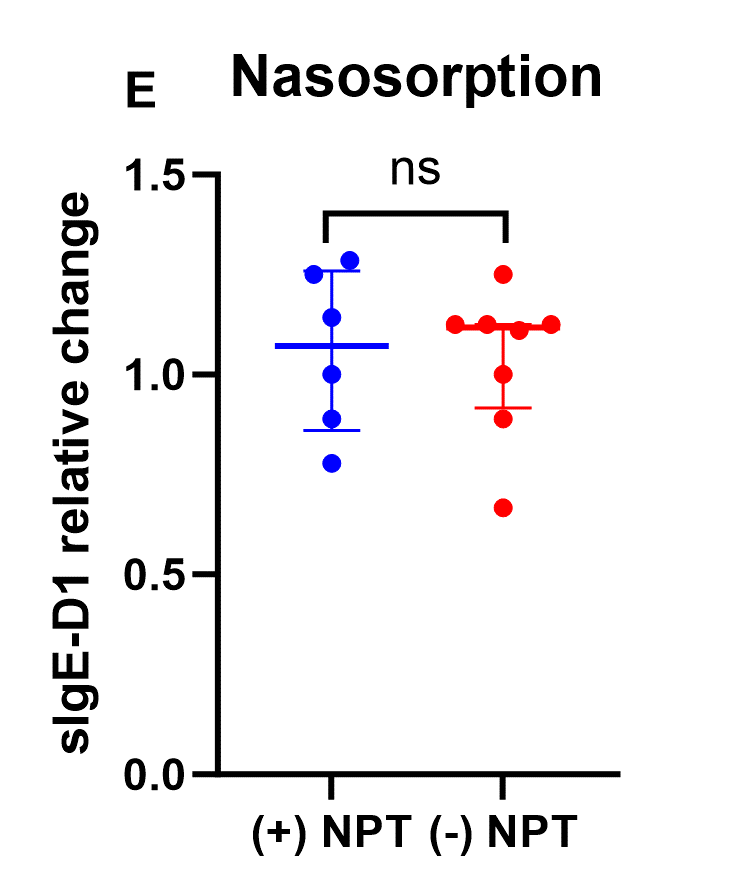 E
Nasosorption
ns
sIgE-D1 relative change
1.5
1.0
0.5
0.0
(+) NPT
(-) NPT